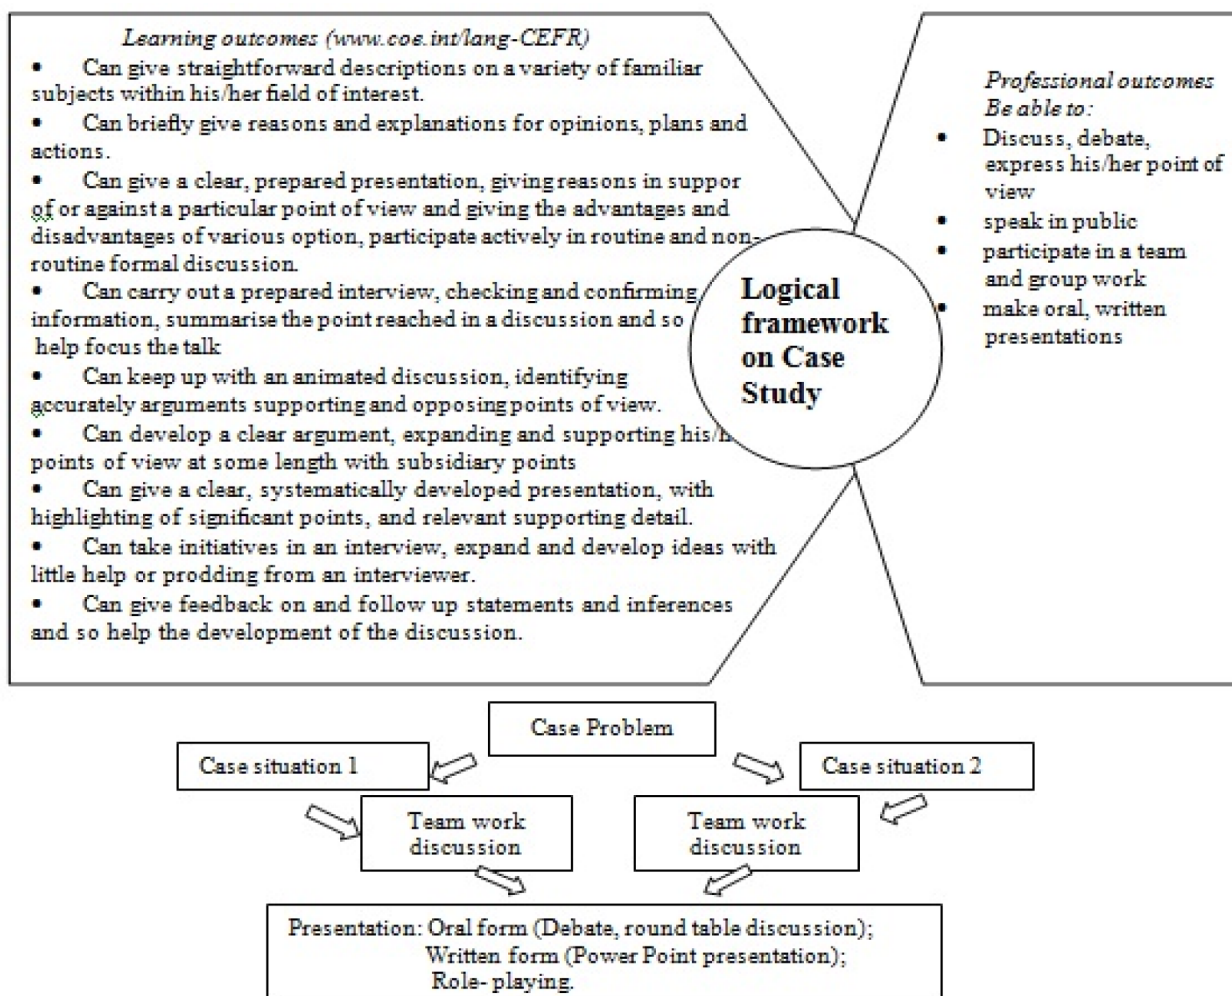 Learning outcomes (www.coe.int/lang-CEFR)
• Can give straightforward descriptions on a variety of familiar
subjects within his/her field of interest.
• Can briefly give reasons and explanations for opinions, plans and
actions.
• Can give a clear, prepared presentation, giving reasons in suppor
of or against a particular point of view and giving the advantages and
disadvantages of various option, participate actively in routine and non-
routine formal discussion.
• Can carry out a prepared interview, checking and confirming
information, summarise the point reached in a discussion and so
help focus the talk
• Can keep up with an animated discussion, identifying
accurately arguments supporting and opposing points of view.
• Can develop a clear argument, expanding and supporting his/h
points of view at some length with subsidiary points
• Can give a clear, systematically developed presentation, with
highlighting of significant points, and relevant supporting detail.
• Can take initiatives in an interview, expand and develop ideas with
little help or prodding from an interviewer.
• Can give feedback on and follow up statements and inferences
and so help the development of the discussion.
Logical
framework
on Case
Study
Professional outcomes
Be able to:
• Discuss, debate,
express his/her point of
view
• speak in public
• participate in a team
and group work
• make oral, written
presentations
Case Problem
Case situation 1
Case situation 2
Team work
discussion
Team work
discussion
Presentation: Oral form (Debate, round table discussion);
Written form (Power Point presentation);
Role- playing.